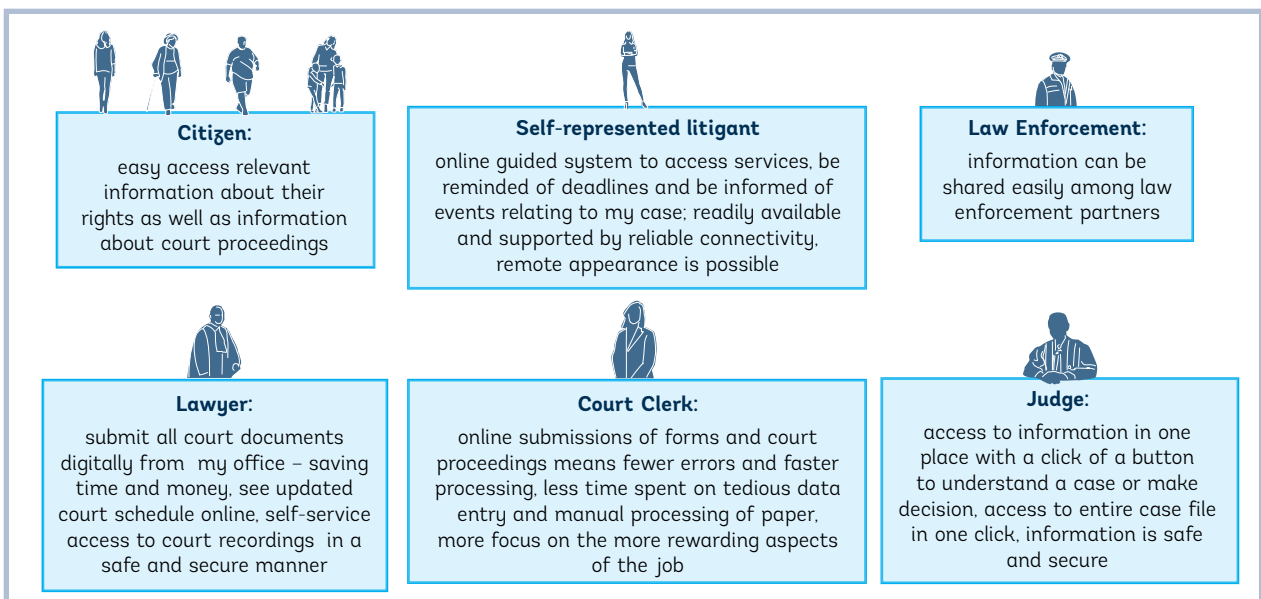 Citizen:
easy access relevant
information about their
rights as well as information
about court proceedings
Self-represented litigant
online guided system to access services, be
reminded of deadlines and be informed of
events relating to my case; readily available
and supported by reliable connectivity,
remote appearance is possible
Law Enforcement:
information can be
shared easily among law
enforcement partners
Lawyer:
submit all court documents
digitally from my office – saving
time and money, see updated
court schedule online, self-service
access to court recordings in a
safe and secure manner
Court Clerk:
online submissions of forms and court
proceedings means fewer errors and faster
processing, less time spent on tedious data
entry and manual processing of paper,
more focus on the more rewarding aspects
of the job
Judge:
access to information in one
place with a click of a button
to understand a case or make
decision, access to entire case file
in one click, information is safe
and secure